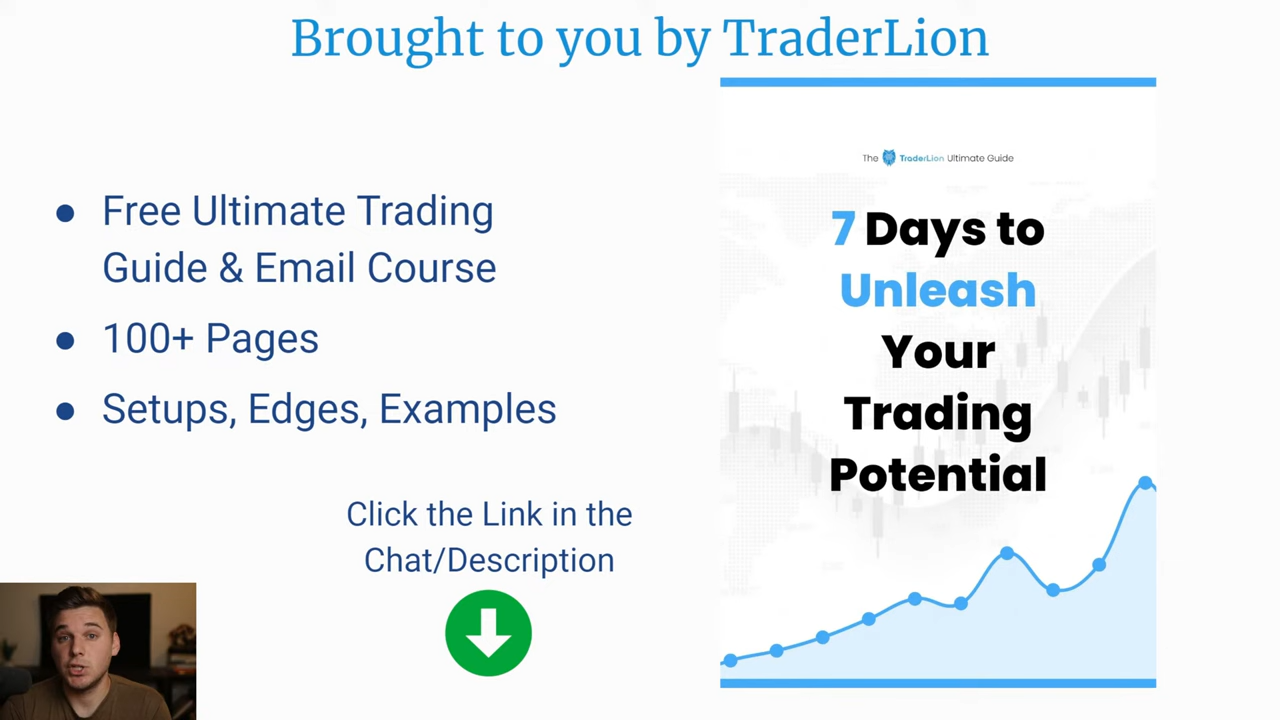 Brought to you by TraderLion
● Free Ultimate Trading
Guide & Email Course
● 100+ Pages
● Setups, Edges, Examples
Click the Link in the
Chat/Description
The TraderLion Ultimate Guide
7 Days to
Unleash
Your
Trading
Potential